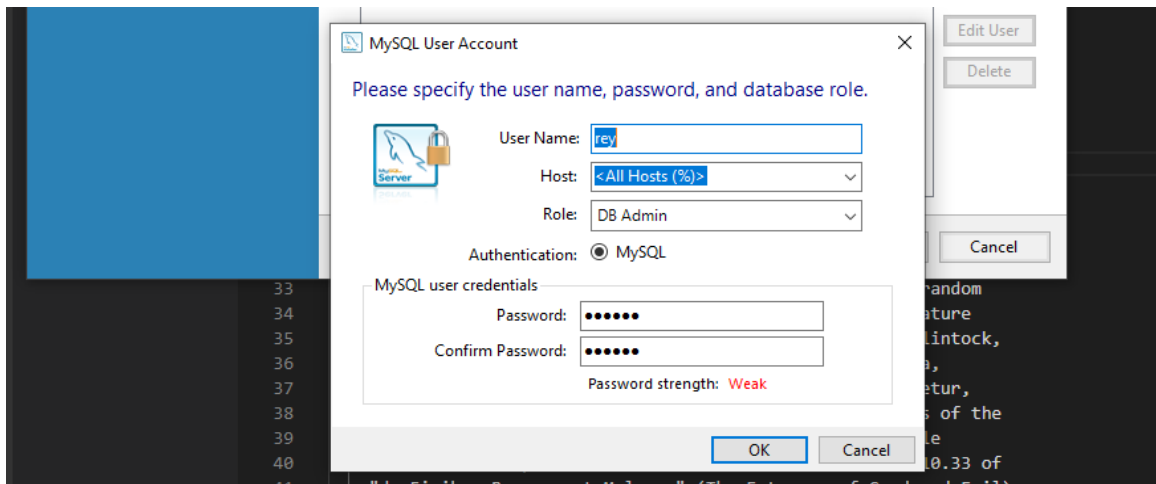 Edit User
Delete
MySQL User Account
Please specify the user name, password, and database role.
MySQL
Server
User Name: rey
Host: <All Hosts (%)>
Role: DB Admin
Authentication: MySQL
MySQL user credentials
Password: ●●●●●●
Confirm Password: ●●●●●●
Password strength: Weak
OK Cancel
Cancel
33 random
34 ature
35 lintock,
36 a,
37 etur,
38 s of the
39 le
40 10.33 of